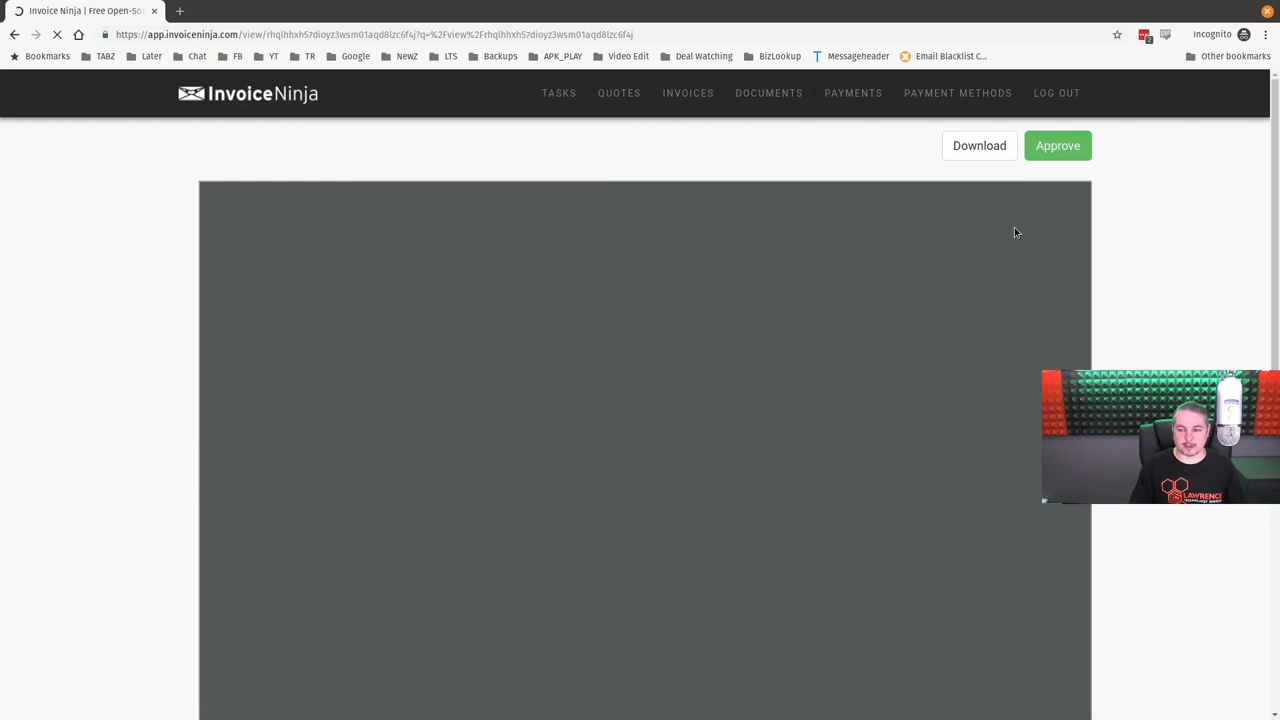 Invoice Ninja | Free Open-So
https://app.invoiceninja.com/view/rhqlhhxh57dioyz3wsm01aqd8lzc6f4j?q=%2Fview%2Frhqlhhxh57dioyz3wsm01aqd8lzc6f4j
2
Incognito
Bookmarks TABZ Later Chat FB YT TR Google NewZ LTS Backups APK_PLAY Video Edit Deal Watching BizLookup Messageheader Email Blacklist C... Other bookmarks
InvoiceNinja TASKS QUOTES INVOICES DOCUMENTS PAYMENTS PAYMENT METHODS LOG OUT
Download Approve
LAWRENCE